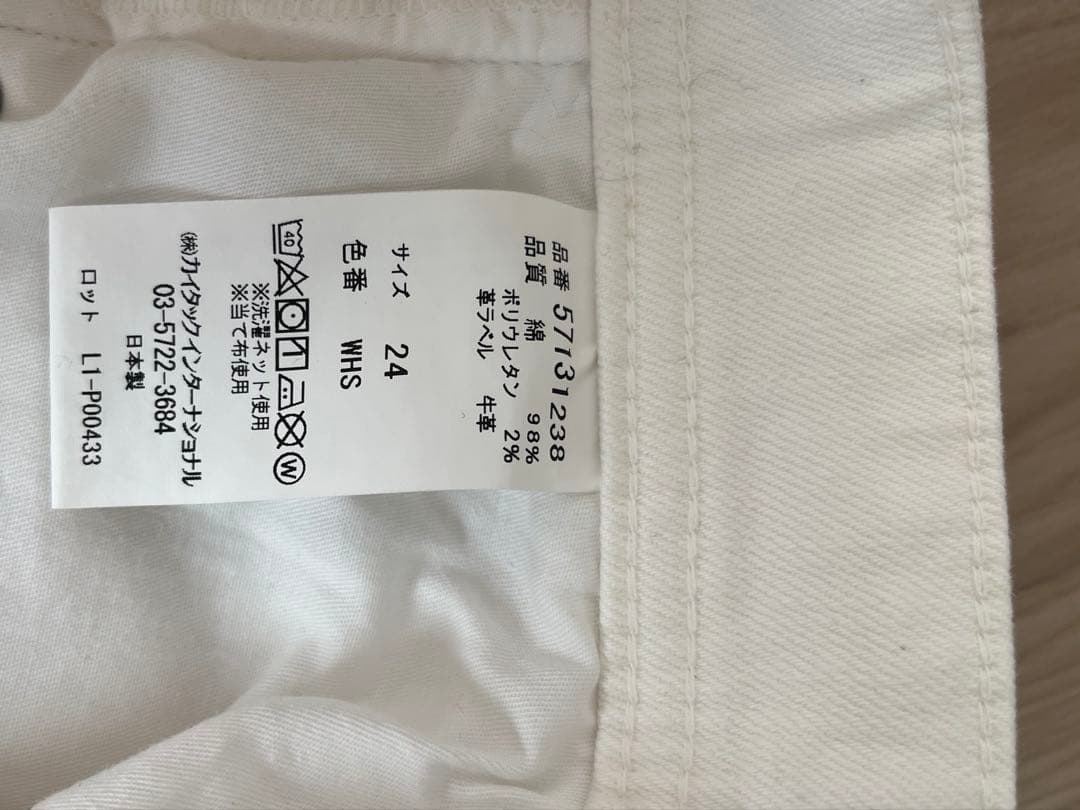 品番 57131238
品質 綿 98%
ポリウレタン 2%
革ラベル 牛革
サイズ 24
色番 WHS
40
W
※洗濯ネット使用
※当て布使用
(株)カイタックインターナショナル
03-5722-3684
日本製
ロット L1-P00433